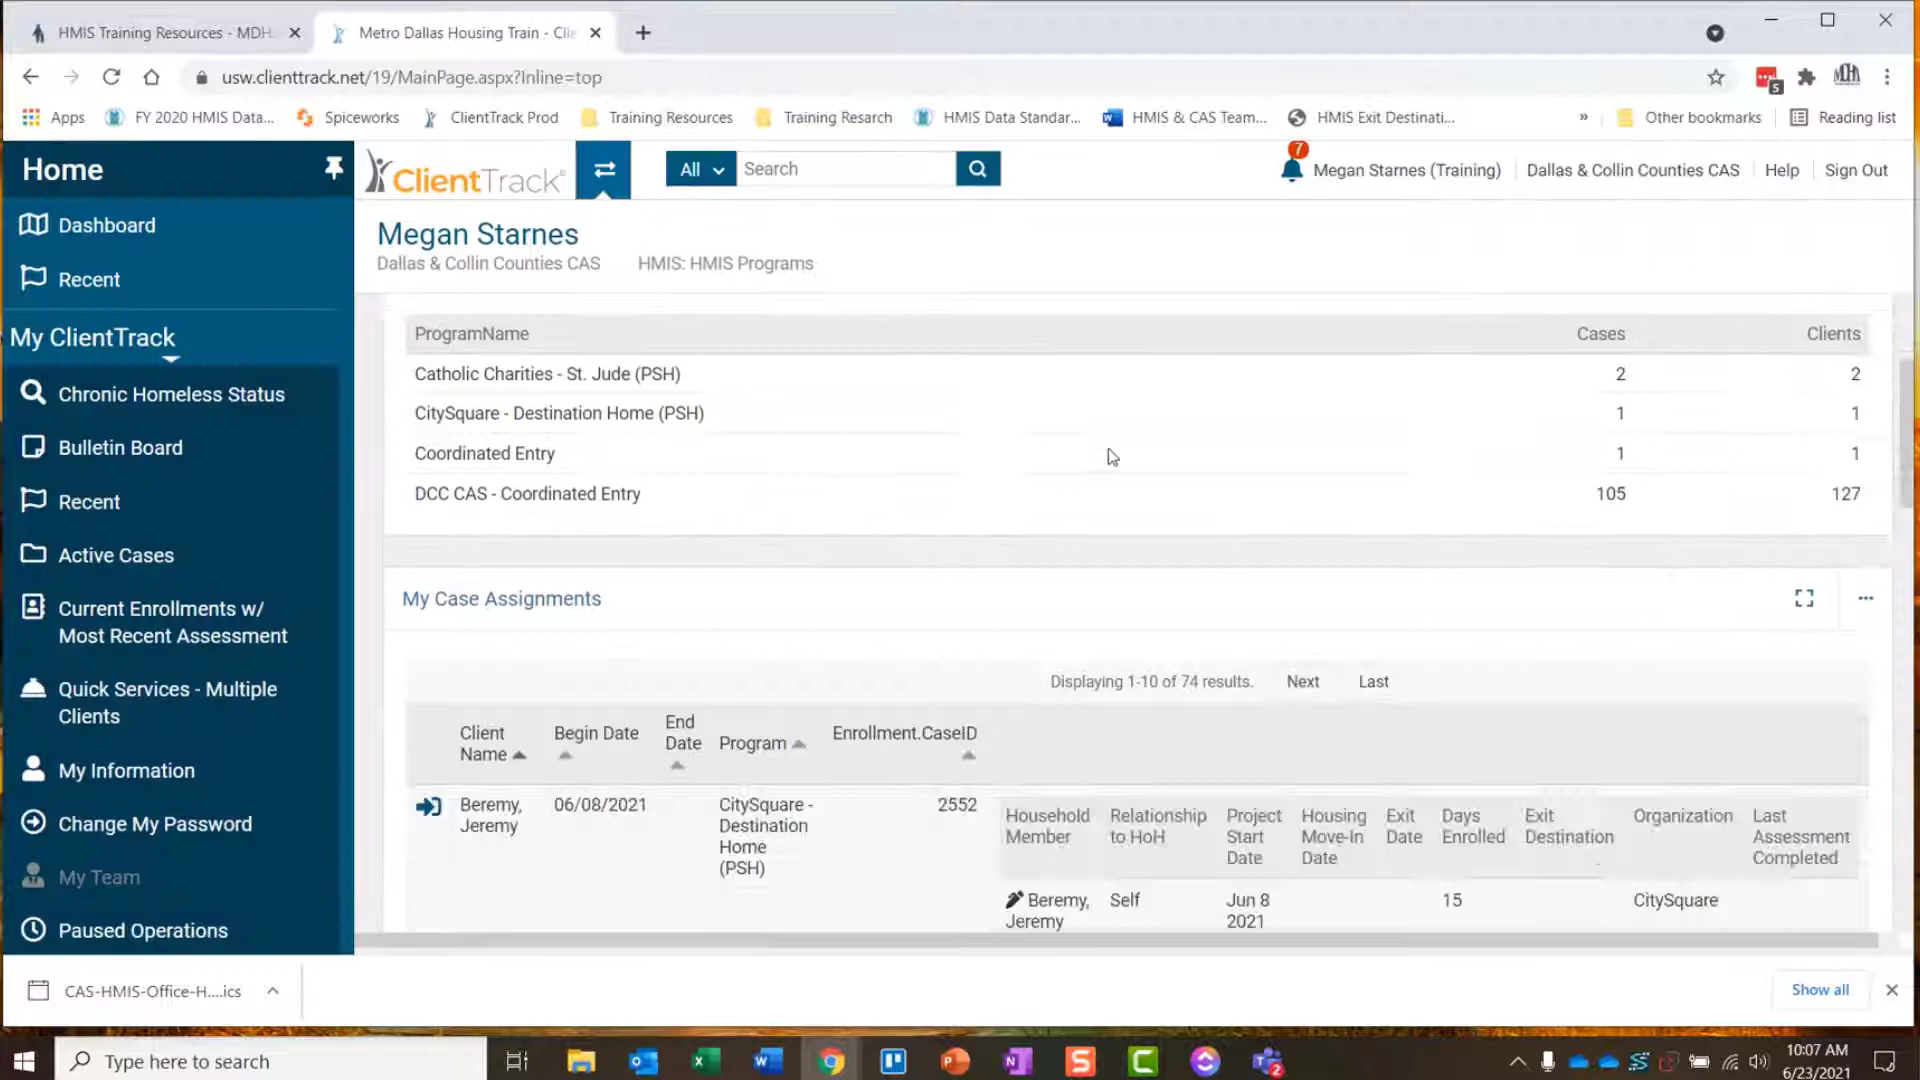 HMIS Training Resources - MDH
Metro Dallas Housing Train - Clie
usw.clienttrack.net/19/MainPage.aspx?Inline=top
5
MDHA
Apps
FY 2020 HMIS Data...
Spiceworks
ClientTrack Prod
Training Resources
Training Resarch
HMIS Data Standar...
HMIS & CAS Team...
HMIS Exit Destinati...
»
Other bookmarks
Reading list
Home
ClientTrack
All
Search
7
Megan Starnes (Training)
Dallas & Collin Counties CAS
Help
Sign Out
Dashboard
Recent
My ClientTrack
Chronic Homeless Status
Bulletin Board
Recent
Active Cases
Current Enrollments w/
Most Recent Assessment
Quick Services - Multiple
Clients
My Information
Change My Password
My Team
Paused Operations
Megan Starnes
Dallas & Collin Counties CAS
HMIS: HMIS Programs
ProgramName Cases Clients
Catholic Charities - St. Jude (PSH) 2 2
CitySquare - Destination Home (PSH) 1 1
Coordinated Entry 1 1
DCC CAS - Coordinated Entry 105 127
My Case Assignments
Displaying 1-10 of 74 results. Next Last
Client
Name
Begin Date
End
Date
Program
Enrollment.CaseID
Beremy,
Jeremy
06/08/2021
CitySquare -
Destination
Home
(PSH)
2552
Household
Member
Relationship
to HoH
Project
Start
Date
Housing
Move-In
Date
Exit
Date
Days
Enrolled
Exit
Destination
Organization
Last
Assessment
Completed
Beremy,
Jeremy
Self
Jun 8
2021
15
CitySquare
CAS-HMIS-Office-H....ics
Show all
Type here to search
10:07 AM
6/23/2021